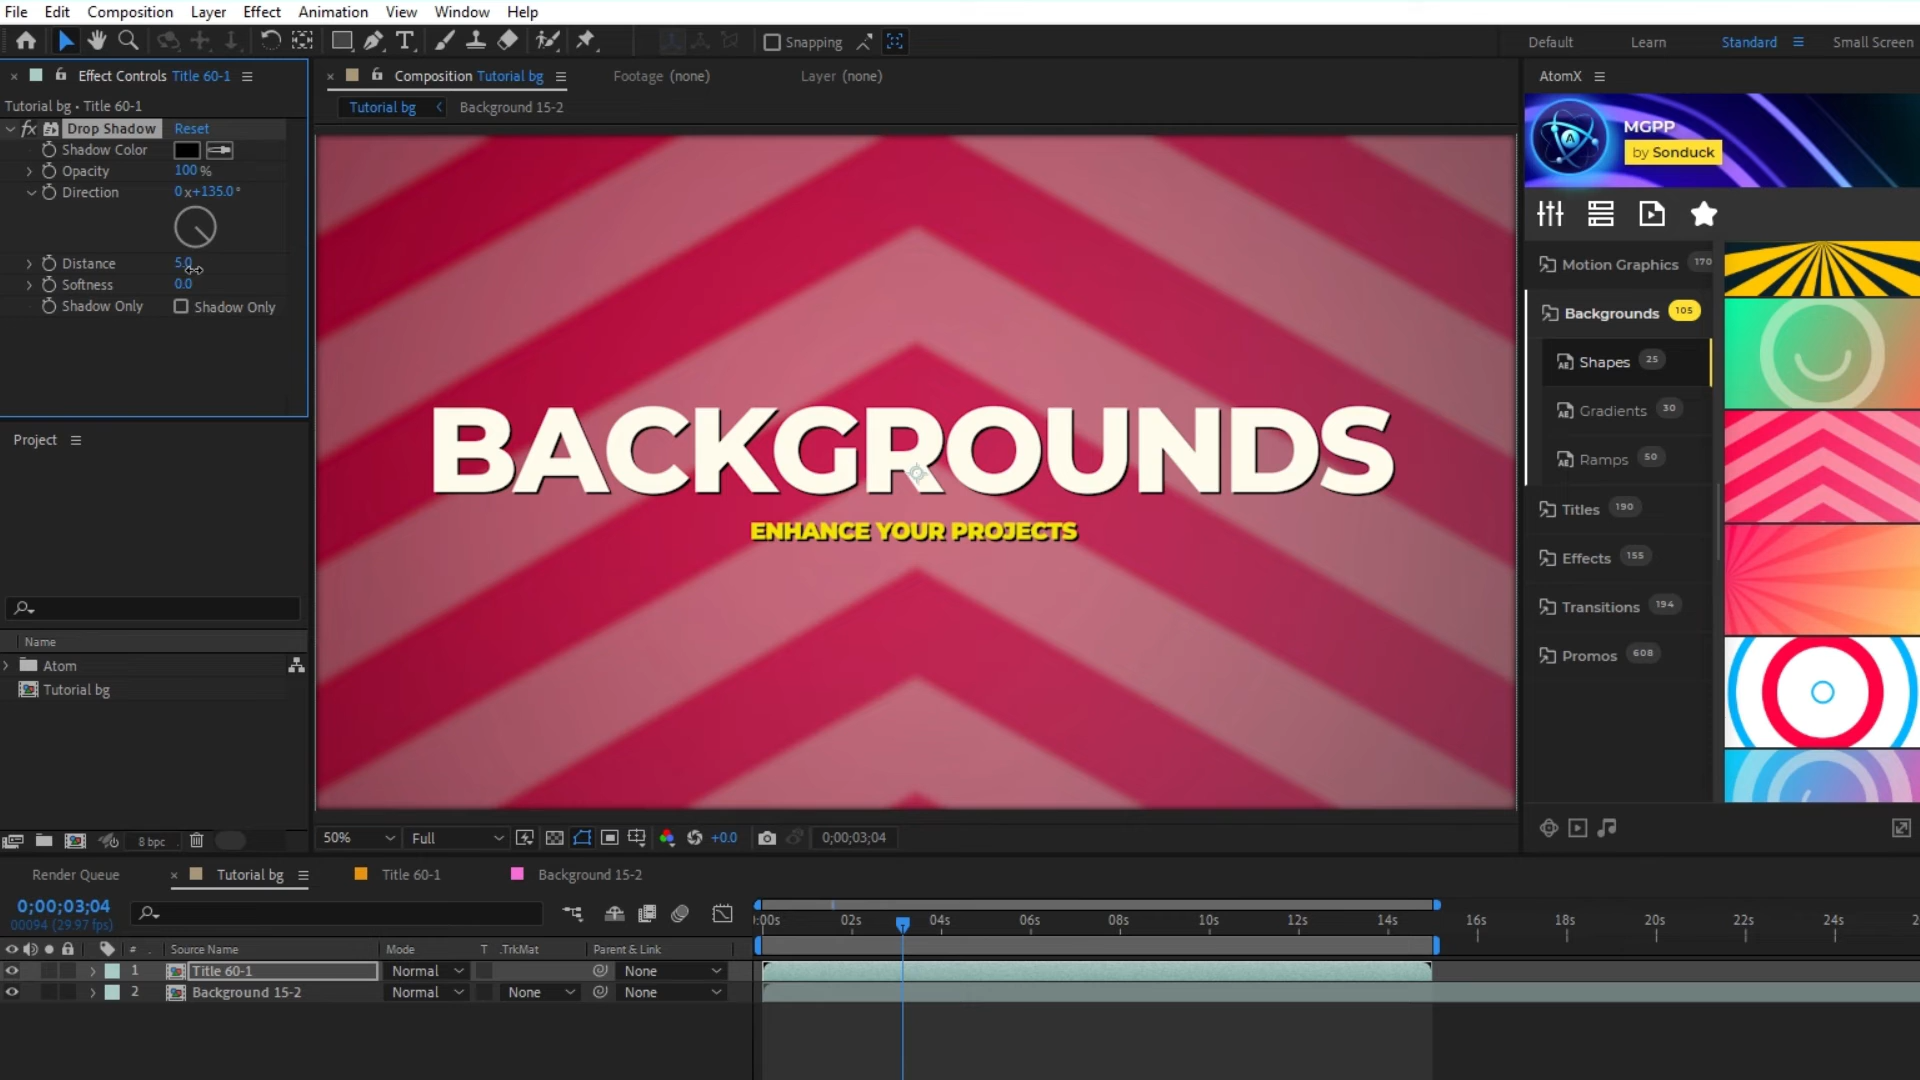 File Edit Composition Layer Effect Animation View Window Help
Snapping Default Learn Standard Small Screen
Effect Controls Title 60-1
Composition Tutorial bg Footage (none) Layer (none)
AtomX
Tutorial bg • Title 60-1
Tutorial bg Background 15-2
fx Drop Shadow Reset
Shadow Color
Opacity 100 %
Direction 0 x+135.0°
Distance 5.0
Softness 0.0
Shadow Only Shadow Only
MGPP
by Sonduck
Motion Graphics 170
Backgrounds 105
Shapes 25
Gradients 30
Ramps 50
Titles 190
Effects 155
Transitions 194
Promos 608
BACKGROUNDS
ENHANCE YOUR PROJECTS
Project
Name
Atom
Tutorial bg
8 bpc
50% Full +0.0 0;00;03;04
Render Queue Tutorial bg Title 60-1 Background 15-2
0;00;03;04
00094 (29.97 fps)
:00s 02s 04s 06s 08s 10s 12s 14s 16s 18s 20s 22s 24s
# Source Name Mode T .TrkMat Parent & Link
1 Title 60-1 Normal None
2 Background 15-2 Normal None None